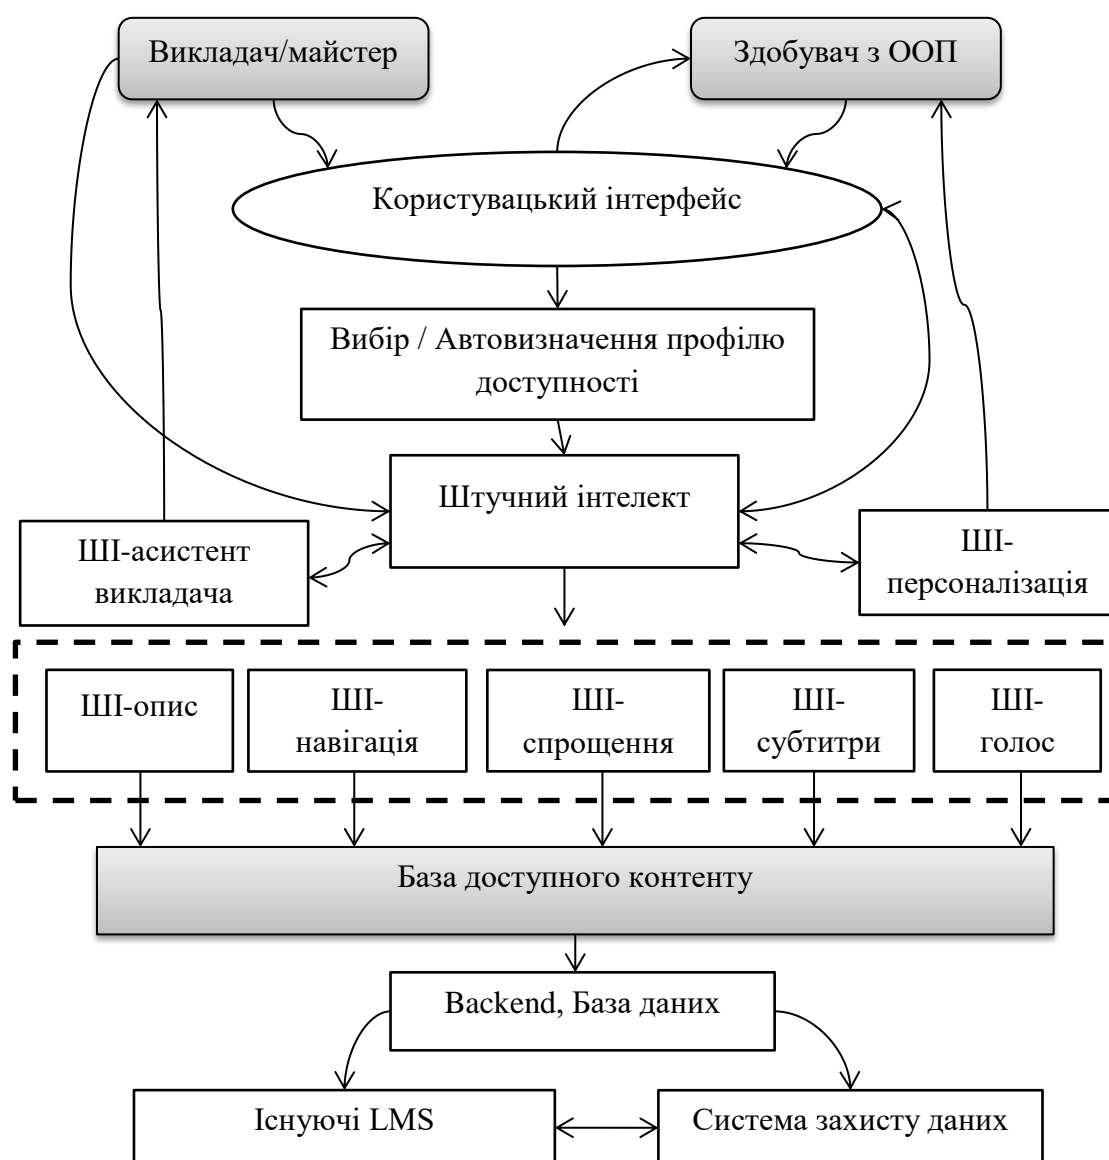 Викладач/майстер
Здобувач з ООП
Користувацький інтерфейс
Вибір / Автовизначення профілю
доступності
Штучний інтелект
ШІ-асистент
викладача
ШІ-
персоналізація
ШІ-опис
ШІ-
навігація
ШІ-
спрощення
ШІ-
субтитри
ШІ-
голос
База доступного контенту
Backend, База даних
Існуючі LMS
Система захисту даних